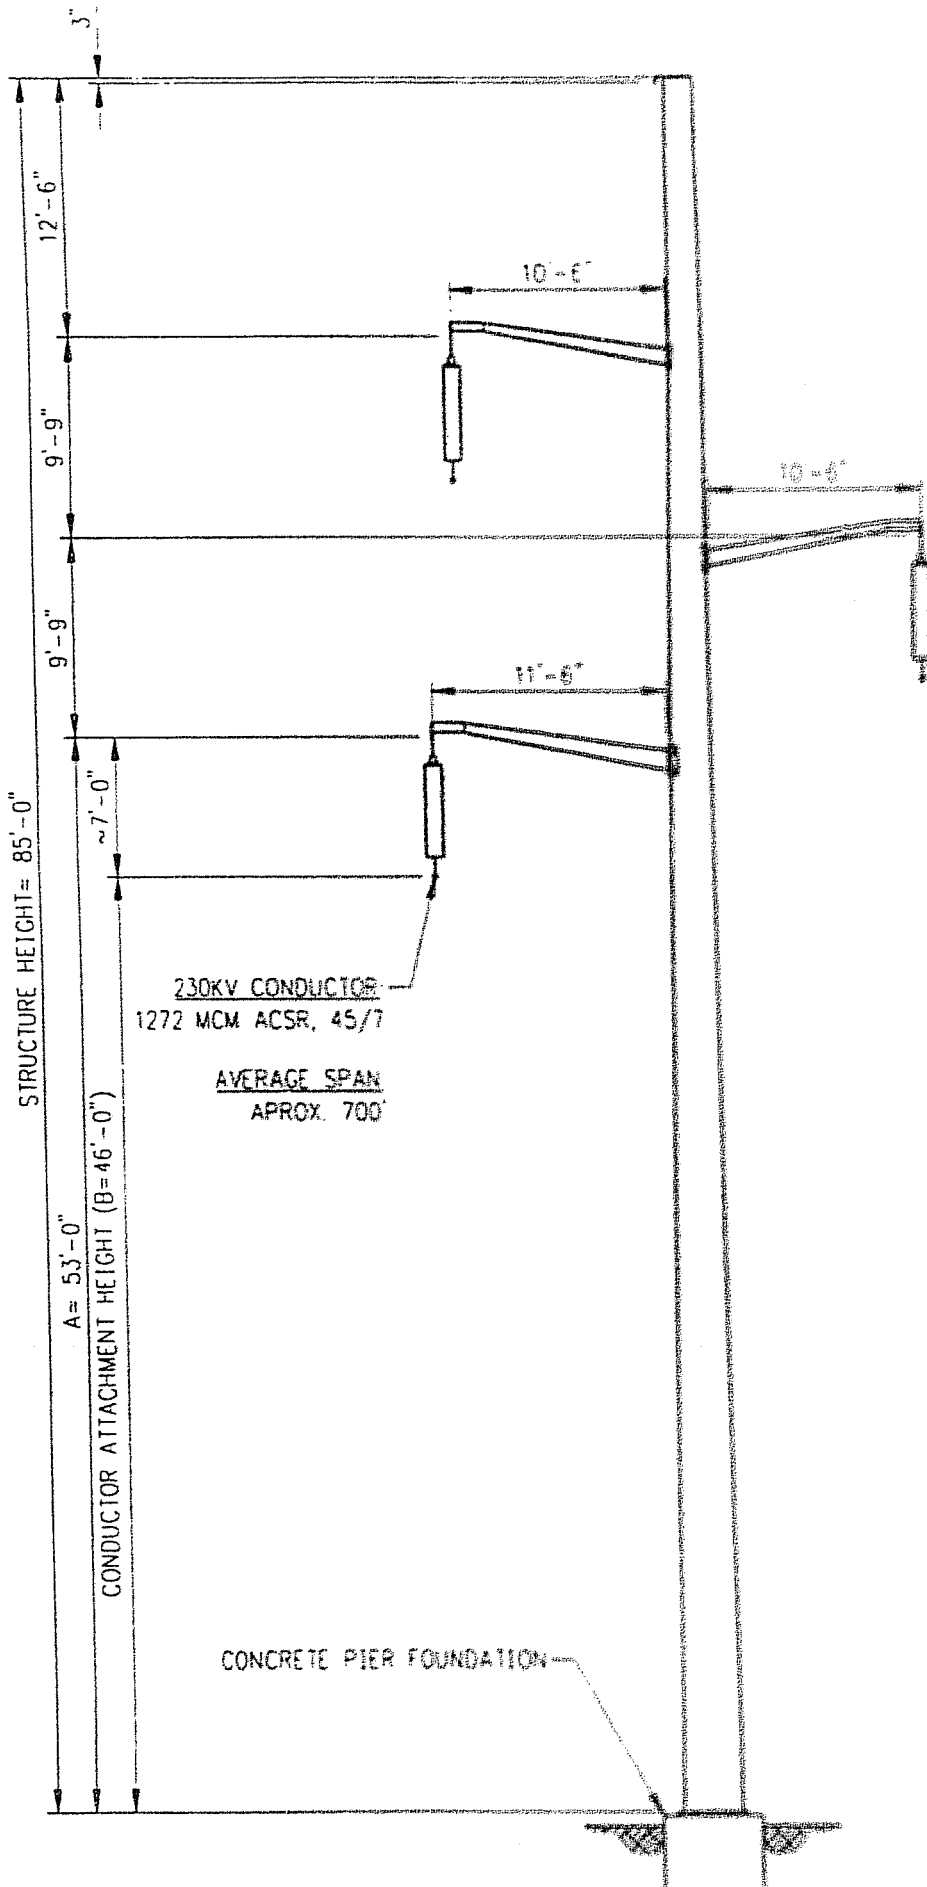 3"
12'-6"
10'-6"
9'-9"
10'-6"
9'-9"
11'-6"
~7'-0"
STRUCTURE HEIGHT= 85'-0"
230KV CONDUCTOR
1272 MCM ACSR, 45/7
AVERAGE SPAN
APROX. 700'
A= 53'-0"
CONDUCTOR ATTACHMENT HEIGHT (B=46'-0")
CONCRETE PIER FOUNDATION